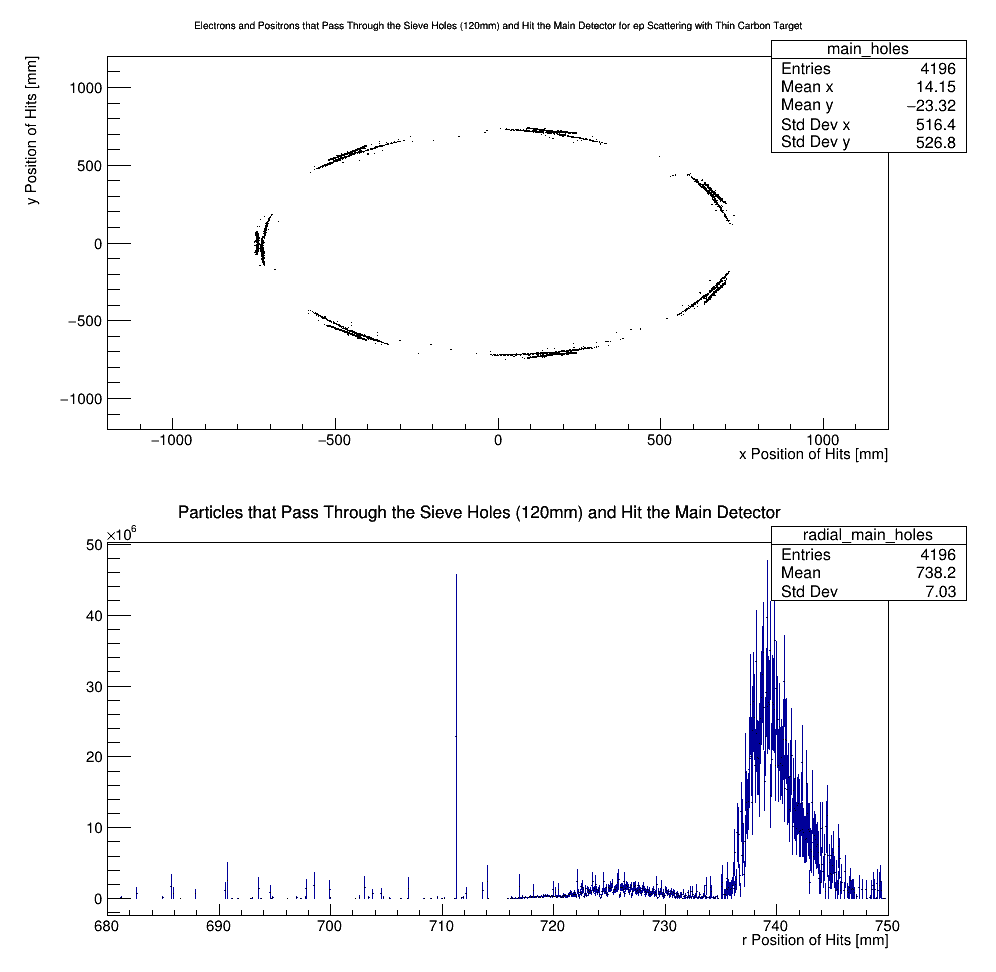 Electrons and Positrons that Pass Through the Sieve Holes (120mm) and Hit the Main Detector for ep Scattering with Thin Carbon Target
main_holes
Entries 4196
Mean x 14.15
Mean y −23.32
Std Dev x 516.4
Std Dev y 526.8
y Position of Hits [mm]
1000
500
0
−500
−1000
−1000 −500 0 500 1000
x Position of Hits [mm]
Particles that Pass Through the Sieve Holes (120mm) and Hit the Main Detector
×10^6
radial_main_holes
Entries 4196
Mean 738.2
Std Dev 7.03
50
40
30
20
10
0
680 690 700 710 720 730 740 750
r Position of Hits [mm]